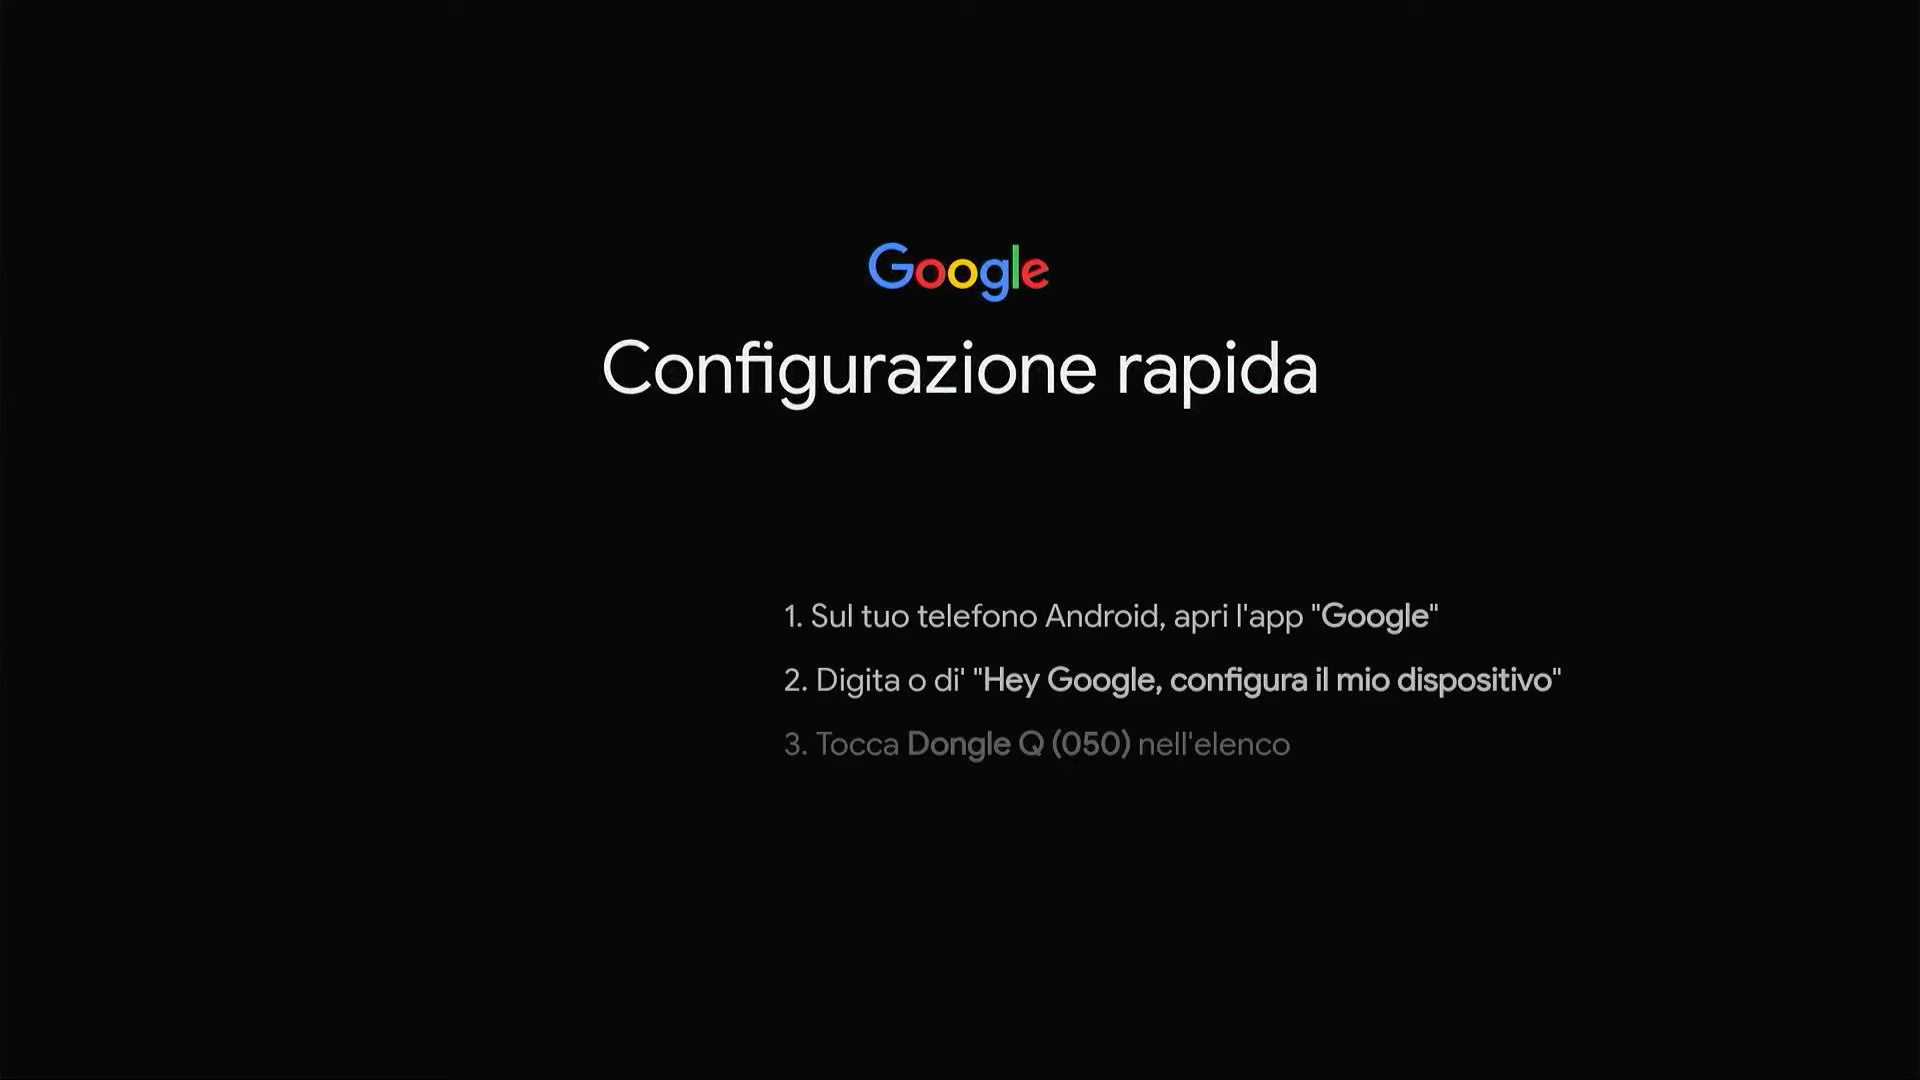 Google
Configurazione rapida
1. Sul tuo telefono Android, apri l'app "Google"
2. Digita o di' "Hey Google, configura il mio dispositivo"
3. Tocca Dongle Q (050) nell'elenco